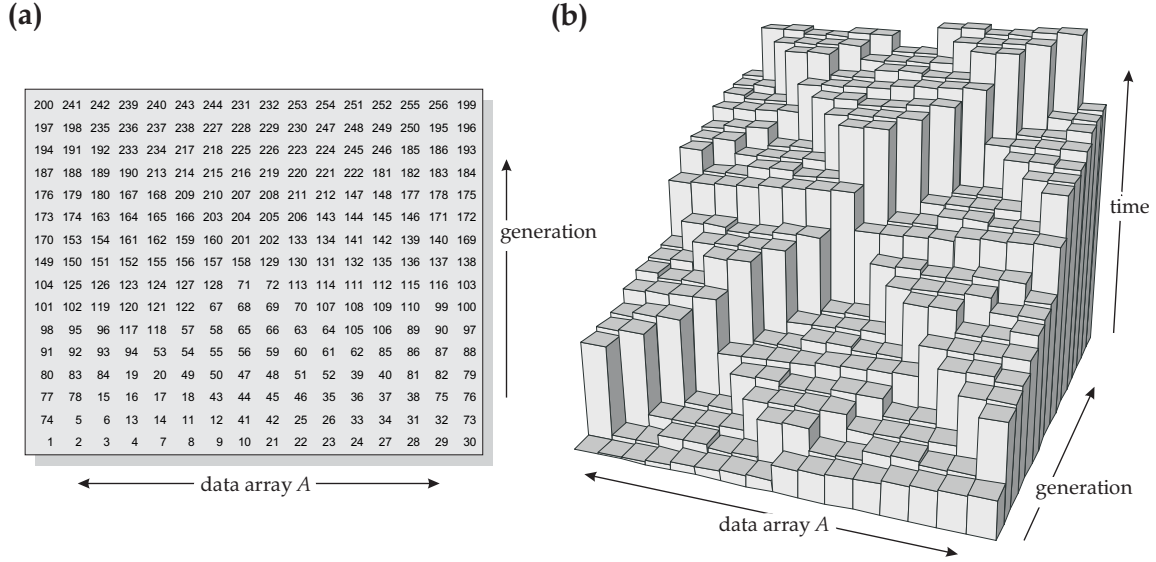 (a)
200 241 242 239 240 243 244 231 232 253 254 251 252 255 256 199
197 198 235 236 237 238 227 228 229 230 247 248 249 250 195 196
194 191 192 233 234 217 218 225 226 223 224 245 246 185 186 193
187 188 189 190 213 214 215 216 219 220 221 222 181 182 183 184
176 179 180 167 168 209 210 207 208 211 212 147 148 177 178 175
173 174 163 164 165 166 203 204 205 206 143 144 145 146 171 172
170 153 154 161 162 159 160 201 202 133 134 141 142 139 140 169
149 150 151 152 155 156 157 158 129 130 131 132 135 136 137 138
104 125 126 123 124 127 128 71 72 113 114 111 112 115 116 103
101 102 119 120 121 122 67 68 69 70 107 108 109 110 99 100
98 95 96 117 118 57 58 65 66 63 64 105 106 89 90 97
91 92 93 94 53 54 55 56 59 60 61 62 85 86 87 88
80 83 84 19 20 49 50 47 48 51 52 39 40 81 82 79
77 78 15 16 17 18 43 44 45 46 35 36 37 38 75 76
74 5 6 13 14 11 12 41 42 25 26 33 34 31 32 73
1 2 3 4 7 8 9 10 21 22 23 24 27 28 29 30
generation
data array A
(b)
time
generation
data array A